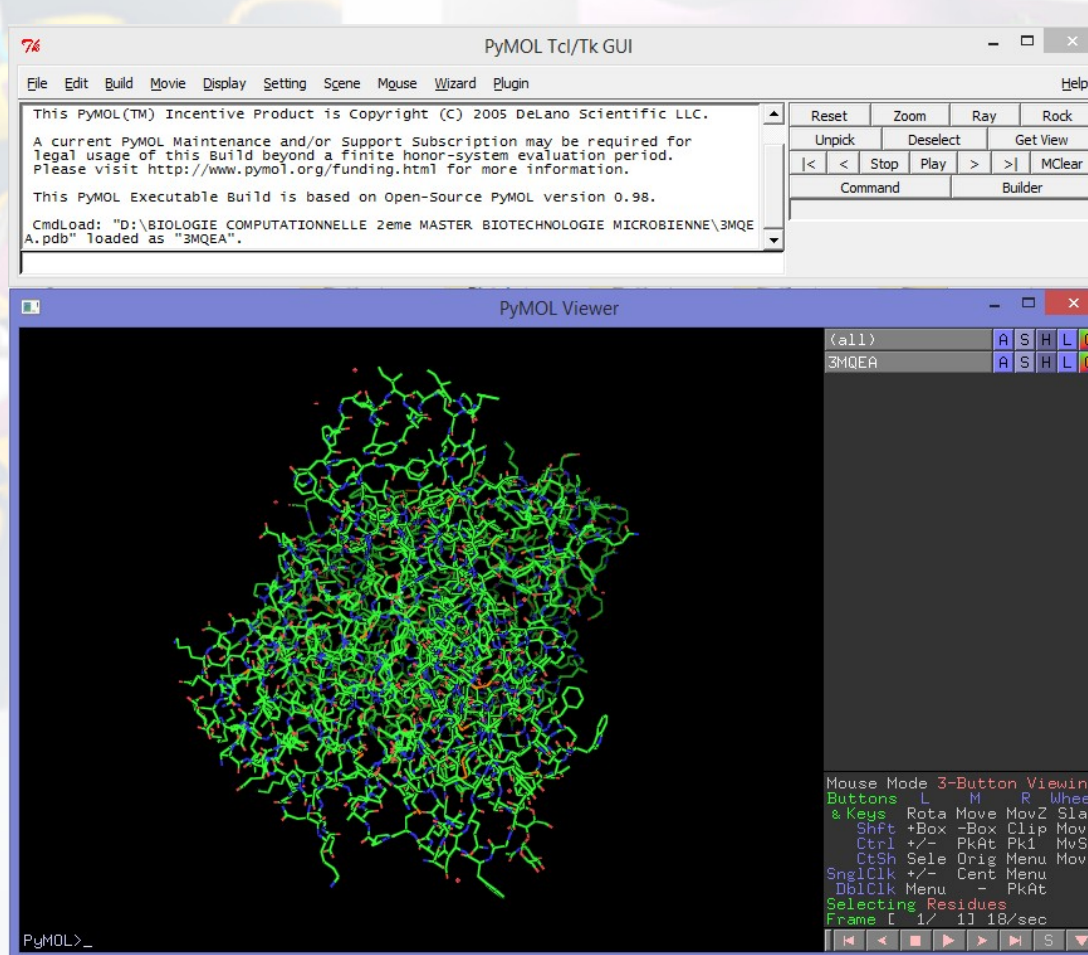 7k PyMOL Tcl/Tk GUI
File Edit Build Movie Display Setting Scene Mouse Wizard Plugin Help
This PyMOL(TM) Incentive Product is Copyright (C) 2005 DeLano Scientific LLC.
A current PyMOL Maintenance and/or Support Subscription may be required for
legal usage of this Build beyond a finite honor-system evaluation period.
Please visit http://www.pymol.org/funding.html for more information.
This PyMOL Executable Build is based on Open-Source PyMOL version 0.98.
CmdLoad: "D:\BIOLOGIE COMPUTATIONNELLE 2eme MASTER BIOTECHNOLOGIE MICROBIENNE\3MQE
A.pdb" loaded as "3MQEA".
Reset Zoom Ray Rock
Unpick Deselect Get View
|< < Stop Play > >| MClear
Command Builder
PyMOL Viewer
(all) A S H L
3MQEA A S H L
Mouse Mode 3-Button Viewin
Buttons L M R Whee
& Keys Rota Move MovZ Sla
Shft +Box -Box Clip Mov
Ctrl +/- PkAt Pk1 MvS
CtSh Sele Orig Menu Mov
SnglClk +/- Cent Menu
DblClk Menu - PkAt
Selecting Residues
Frame [ 1/ 1] 18/sec
S
PyMOL>_